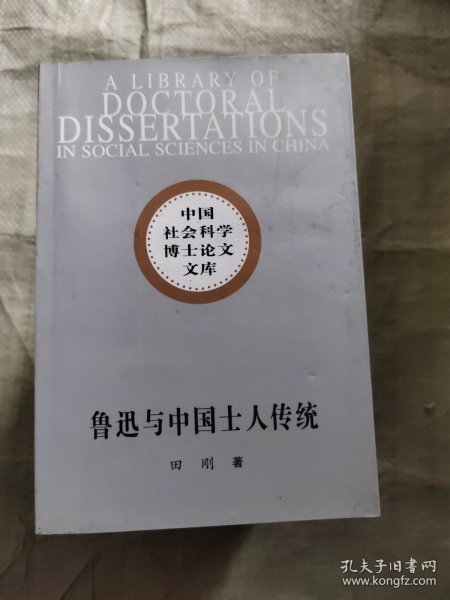 A LIBRARY OF
DOCTORAL
DISSERTATIONS
IN SOCIAL SCIENCES IN CHINA
中国
社会科学
博士论文
文库
鲁迅与中国士人传统
田刚 著
孔夫子旧书网
www.kongfz.com